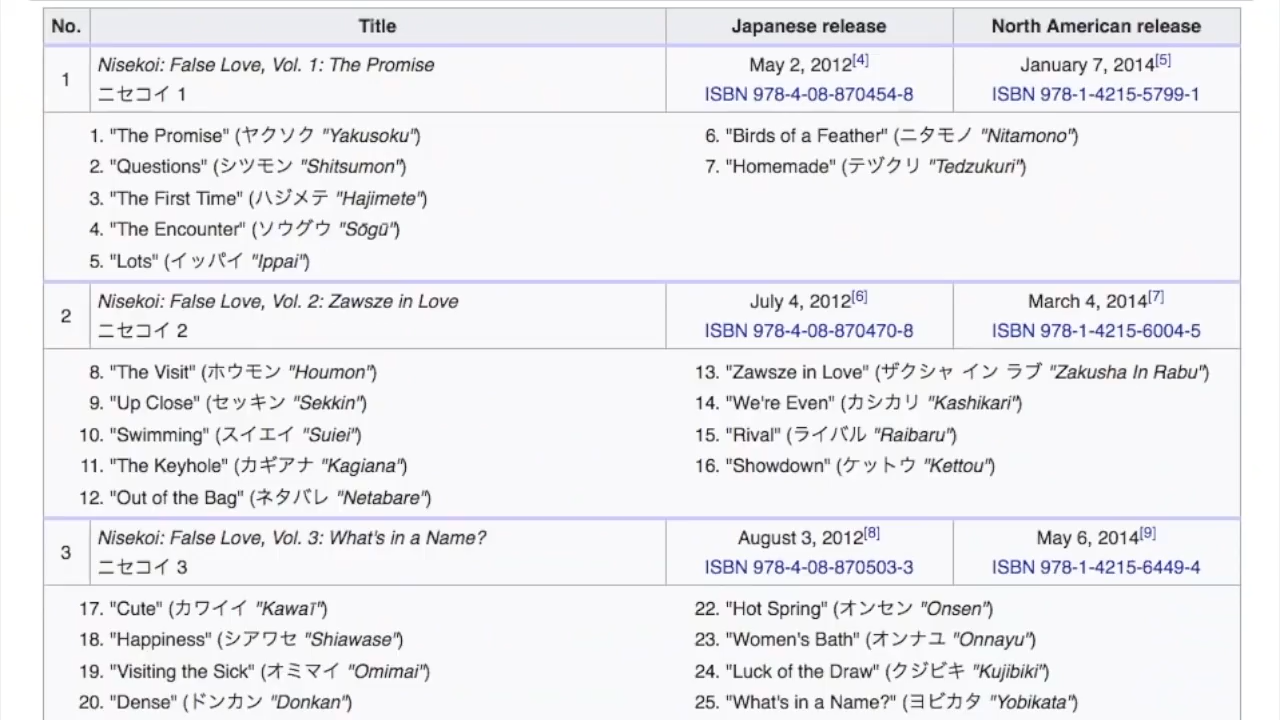 No. Title Japanese release North American release
1 Nisekoi: False Love, Vol. 1: The Promise May 2, 2012[4] January 7, 2014[5]
ニセコイ 1 ISBN 978-4-08-870454-8 ISBN 978-1-4215-5799-1
1. "The Promise" (ヤクソク "Yakusoku")
2. "Questions" (シツモン "Shitsumon")
3. "The First Time" (ハジメテ "Hajimete")
4. "The Encounter" (ソウグウ "Sōgū")
5. "Lots" (イッパイ "Ippai")
6. "Birds of a Feather" (ニタモノ "Nitamono")
7. "Homemade" (テヅクリ "Tedzukuri")
2 Nisekoi: False Love, Vol. 2: Zawsze in Love July 4, 2012[6] March 4, 2014[7]
ニセコイ 2 ISBN 978-4-08-870470-8 ISBN 978-1-4215-6004-5
8. "The Visit" (ホウモン "Houmon")
9. "Up Close" (セッキン "Sekkin")
10. "Swimming" (スイエイ "Suiei")
11. "The Keyhole" (カギアナ "Kagiana")
12. "Out of the Bag" (ネタバレ "Netabare")
13. "Zawsze in Love" (ザクシャ イン ラブ "Zakusha In Rabu")
14. "We're Even" (カシカリ "Kashikari")
15. "Rival" (ライバル "Raibaru")
16. "Showdown" (ケットウ "Kettou")
3 Nisekoi: False Love, Vol. 3: What's in a Name? August 3, 2012[8] May 6, 2014[9]
ニセコイ 3 ISBN 978-4-08-870503-3 ISBN 978-1-4215-6449-4
17. "Cute" (カワイイ "Kawaī")
18. "Happiness" (シアワセ "Shiawase")
19. "Visiting the Sick" (オミマイ "Omimai")
20. "Dense" (ドンカン "Donkan")
22. "Hot Spring" (オンセン "Onsen")
23. "Women's Bath" (オンナユ "Onnayu")
24. "Luck of the Draw" (クジビキ "Kujibiki")
25. "What's in a Name?" (ヨビカタ "Yobikata")